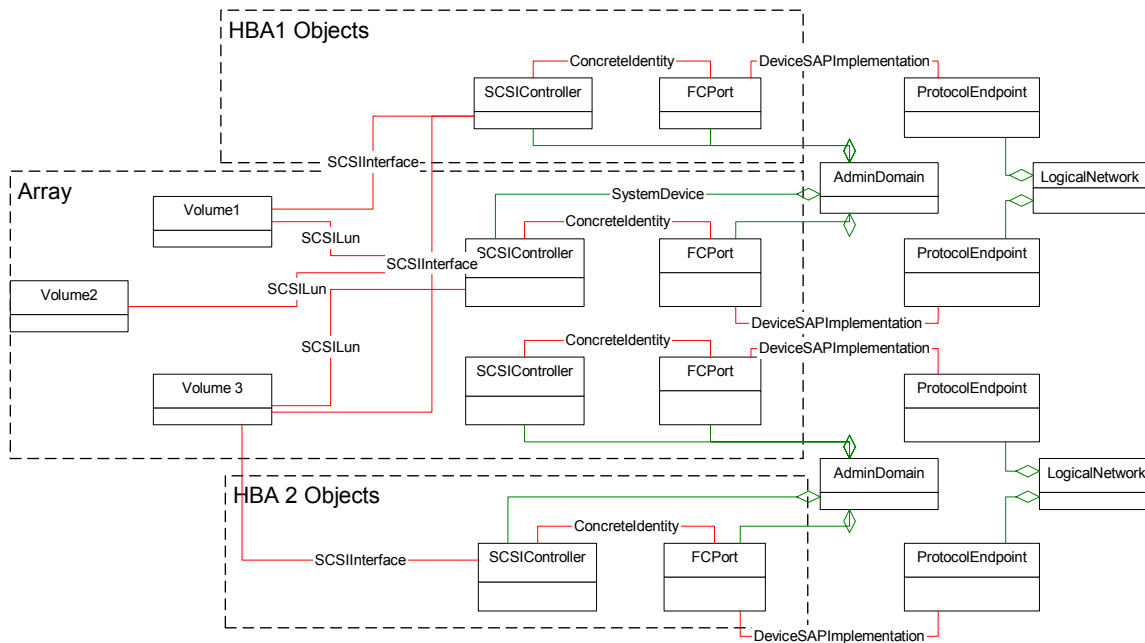 HBA1 Objects
ConcreteIdentity
DeviceSAPImplementation
SCSIController
FCPort
ProtocolEndpoint
SCSIInterface
AdminDomain
LogicalNetwork
Array
SystemDevice
Volume1
ConcreteIdentity
SCSILun
SCSIController
FCPort
ProtocolEndpoint
SCSIInterface
Volume2
SCSILun
DeviceSAPImplementation
SCSILun
ConcreteIdentity
DeviceSAPImplementation
SCSIController
FCPort
Volume 3
ProtocolEndpoint
AdminDomain
LogicalNetwork
HBA 2 Objects
ConcreteIdentity
SCSIInterface
SCSIController
FCPort
ProtocolEndpoint
DeviceSAPImplementation